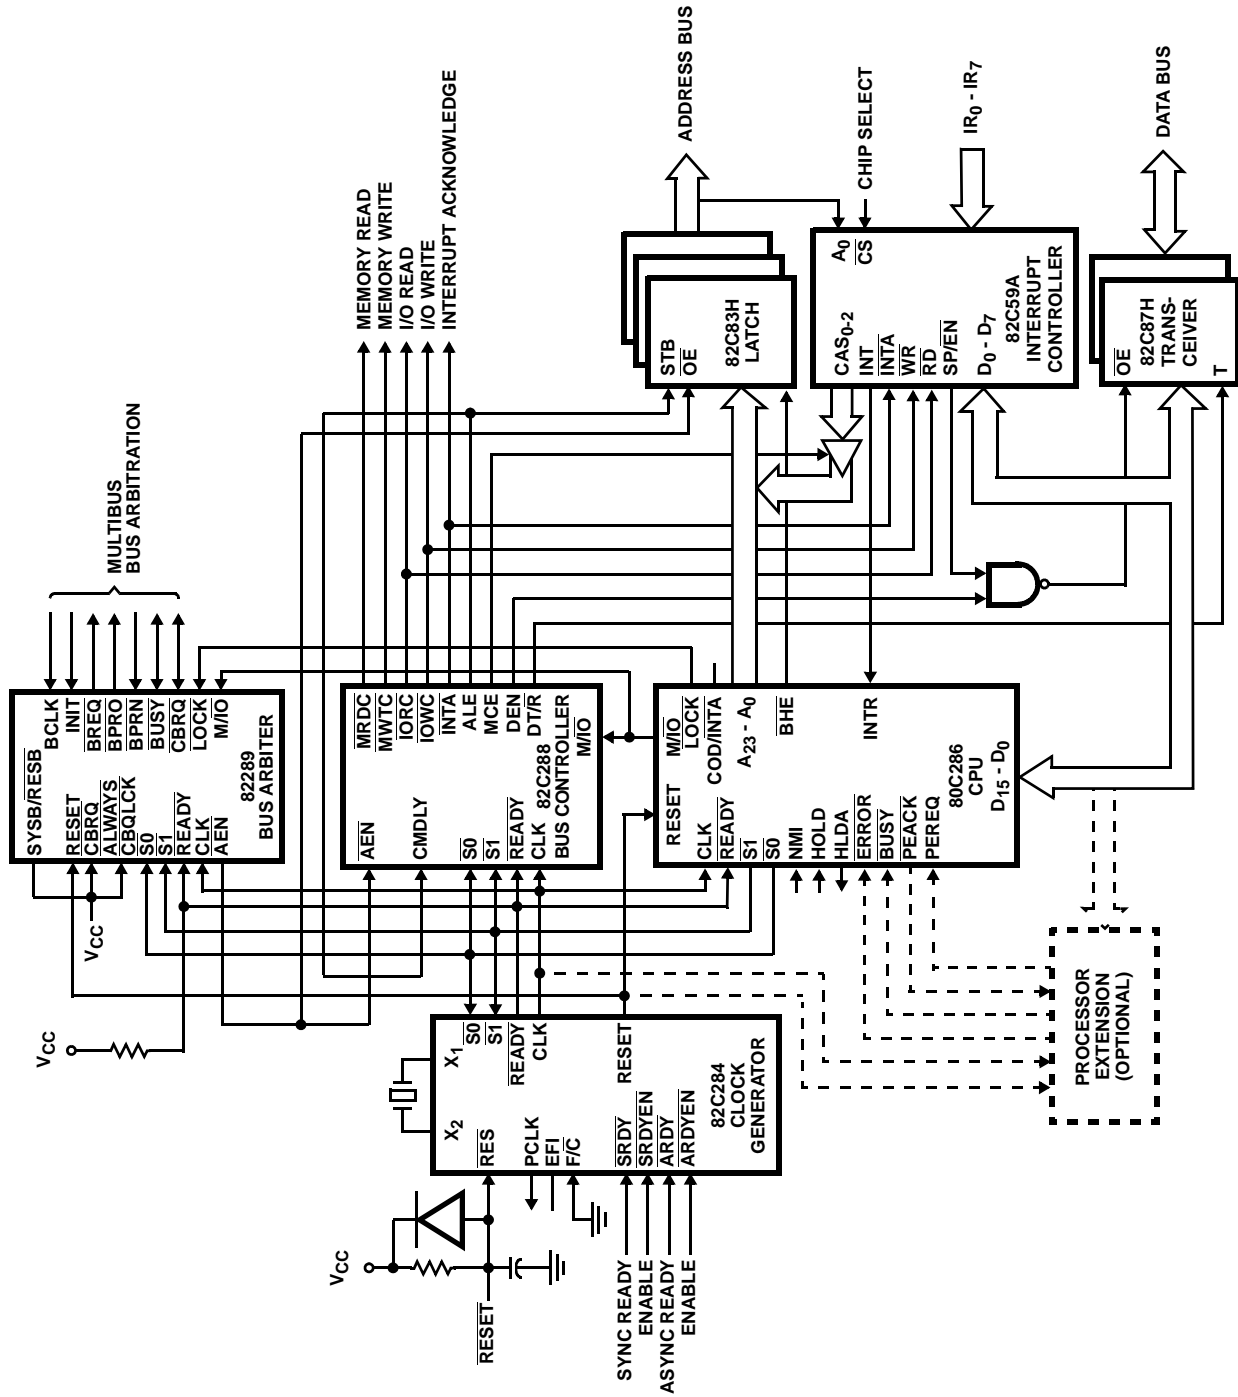 MULTIBUS
BUS ARBITRATION
BCLK
INIT
BREQ
BPRO
BPRN
BUSY
CBRQ
LOCK
M/IO
SYSB/RESB
RESET
CBRQ
ALWAYS
CBQLCK
S0
S1
READY
CLK
AEN
82289
BUS ARBITER
VCC
VCC
MEMORY READ
MEMORY WRITE
I/O READ
I/O WRITE
INTERRUPT ACKNOWLEDGE
MRDC
MWTC
IORC
IOWC
INTA
ALE
MCE
DEN
DT/R
M/IO
AEN
CMDLY
S0
S1
READY
CLK
82C288
BUS CONTROLLER
ADDRESS BUS
STB
OE
82C83H
LATCH
CHIP SELECT
IR0 - IR7
A0
CS
CAS0-2
INT
INTA
WR
RD
SP/EN
D0 - D7
82C59A
INTERRUPT
CONTROLLER
DATA BUS
OE
82C87H
TRANS-
CEIVER
T
M/IO
LOCK
COD/INTA
A23 - A0
BHE
INTR
RESET
CLK
READY
S1
S0
NMI
HOLD
HLDA
ERROR
BUSY
PEACK
PEREQ
80C286
CPU
D15 - D0
X1
X2
S0
S1
READY
CLK
RESET
RES
PCLK
EFI
F/C
SRDY
SRDYEN
ARDY
ARDYEN
82C284
CLOCK
GENERATOR
VCC
RESET
SYNC READY
ENABLE
ASYNC READY
ENABLE
PROCESSOR
EXTENSION
(OPTIONAL)